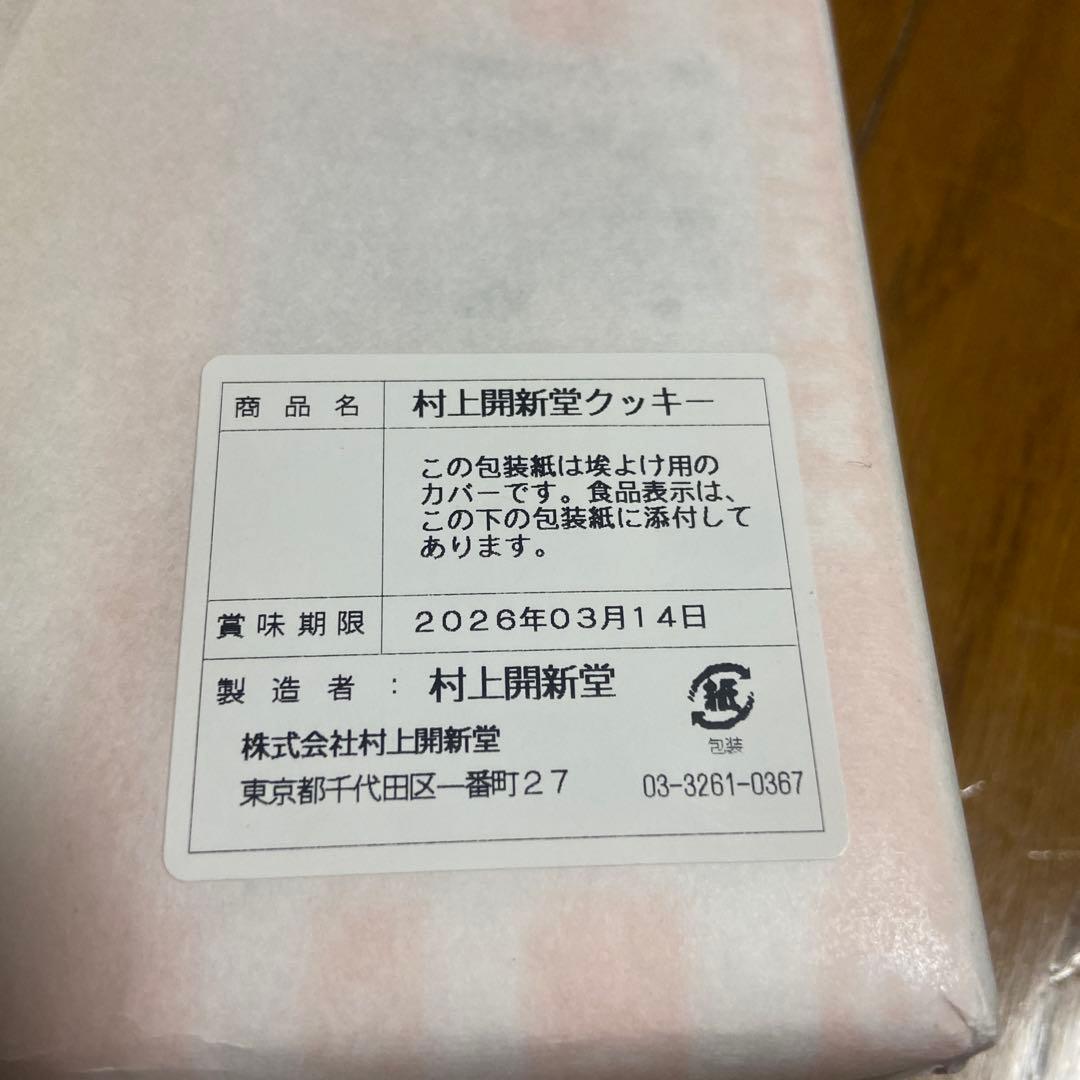 商品名 村上開新堂クッキー
この包装紙は埃よけ用の
カバーです。食品表示は、
この下の包装紙に添付して
あります。
賞味期限 2026年03月14日
製造者：村上開新堂
紙
包装
株式会社村上開新堂
東京都千代田区一番町27 03-3261-0367